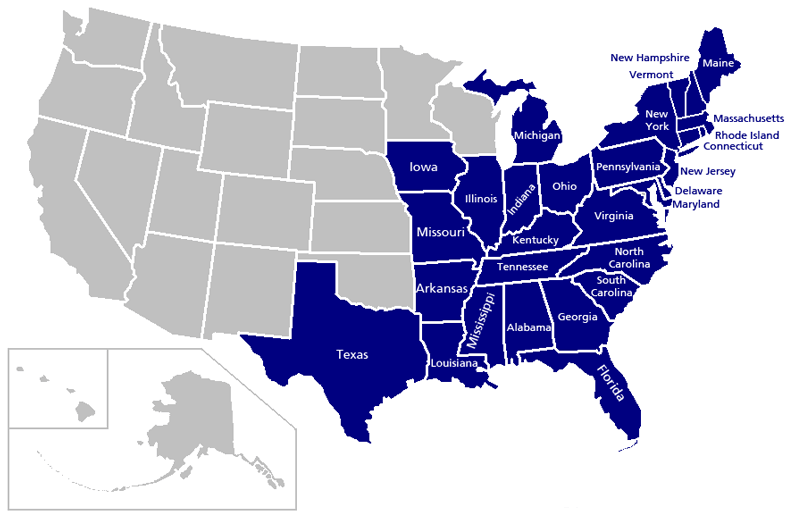 New Hampshire
Vermont
Maine
New
York
Massachusetts
Rhode Island
Connecticut
Michigan
Iowa
Pennsylvania
New Jersey
Illinois
Indiana
Ohio
Delaware
Maryland
Virginia
Missouri
Kentucky
North
Carolina
Tennessee
South
Carolina
Arkansas
Mississippi
Alabama
Georgia
Texas
Louisiana
Florida